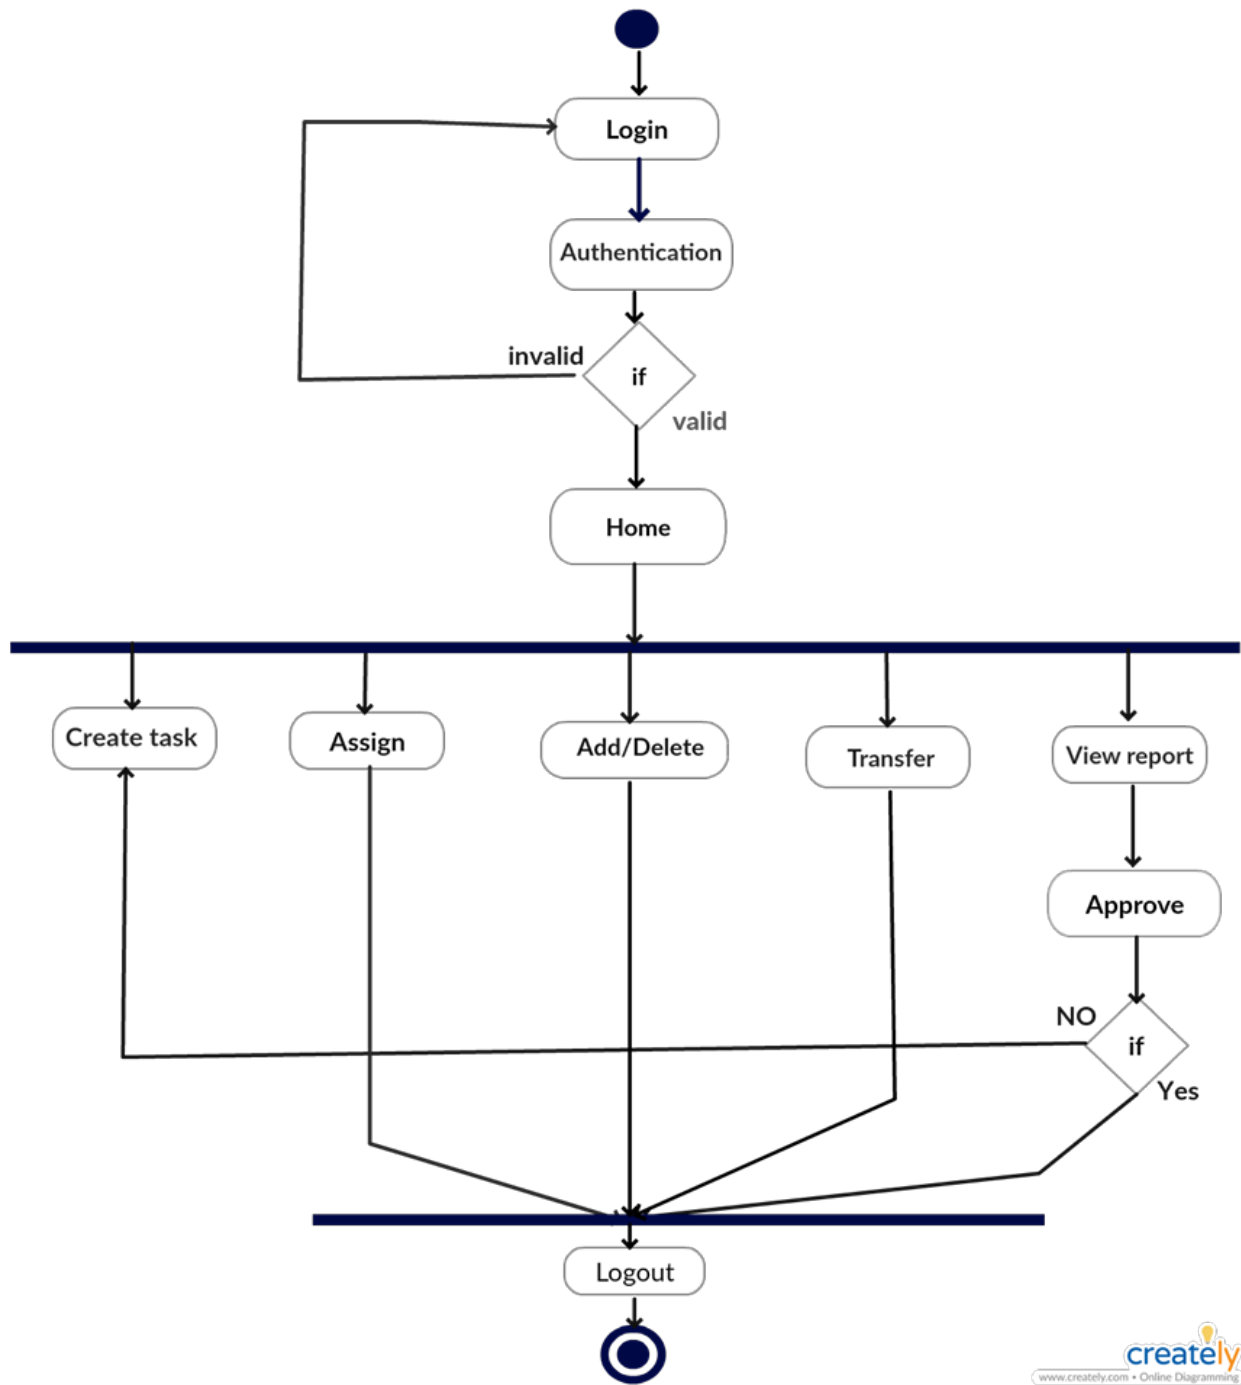 Login
Authentication
invalid
if
valid
Home
Create task
Assign
Add/Delete
Transfer
View report
Approve
NO
if
Yes
Logout
creately
www.creately.com • Online Diagramming